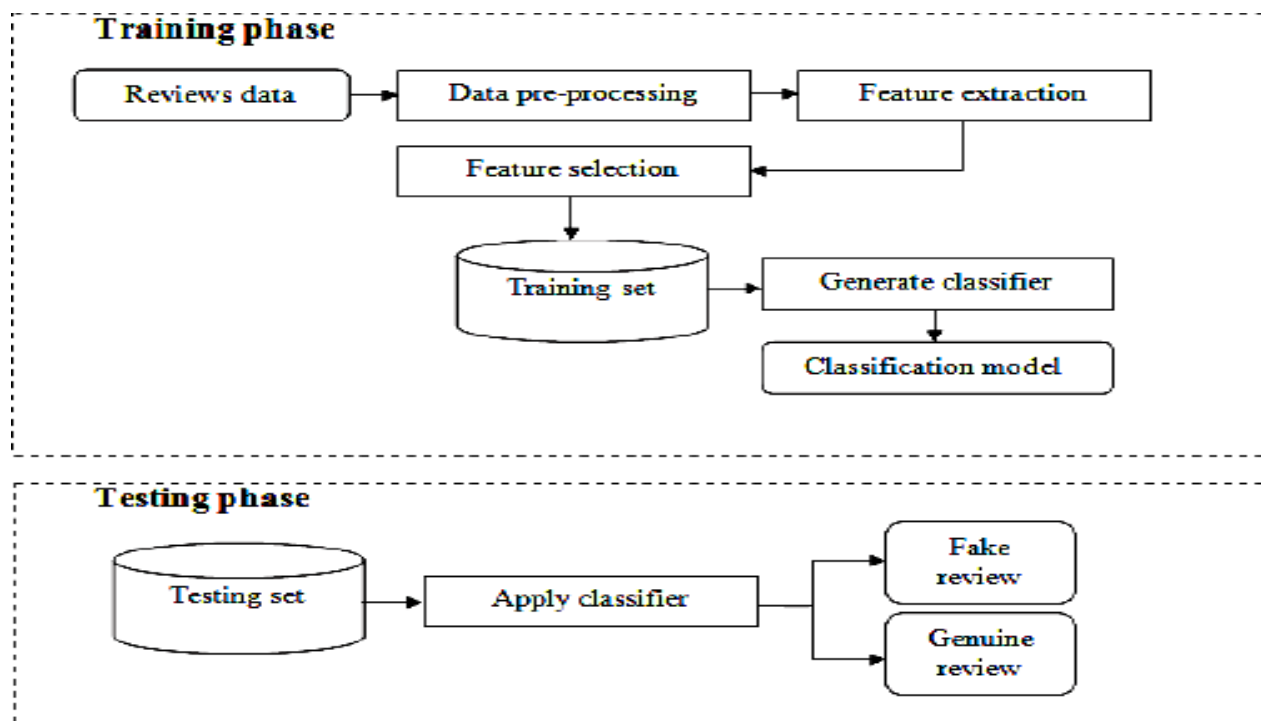 Training phase
Reviews data
Data pre-processing
Feature extraction
Feature selection
Training set
Generate classifier
Classification model
Testing phase
Testing set
Apply classifier
Fake
review
Genuine
review